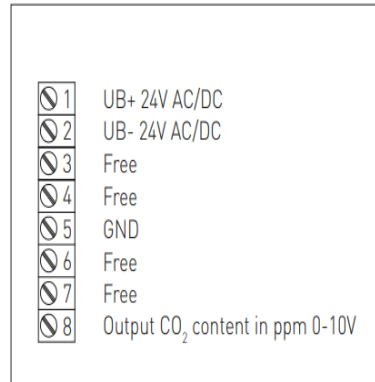 1 UB+ 24V AC/DC
2 UB- 24V AC/DC
3 Free
4 Free
5 GND
6 Free
7 Free
8 Output CO₂ content in ppm 0-10V